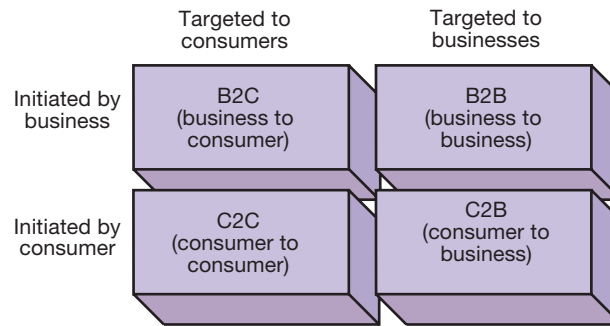 Targeted to
consumers
Targeted to
businesses
Initiated by
business
B2C
(business to
consumer)
B2B
(business to
business)
Initiated by
consumer
C2C
(consumer to
consumer)
C2B
(consumer to
business)